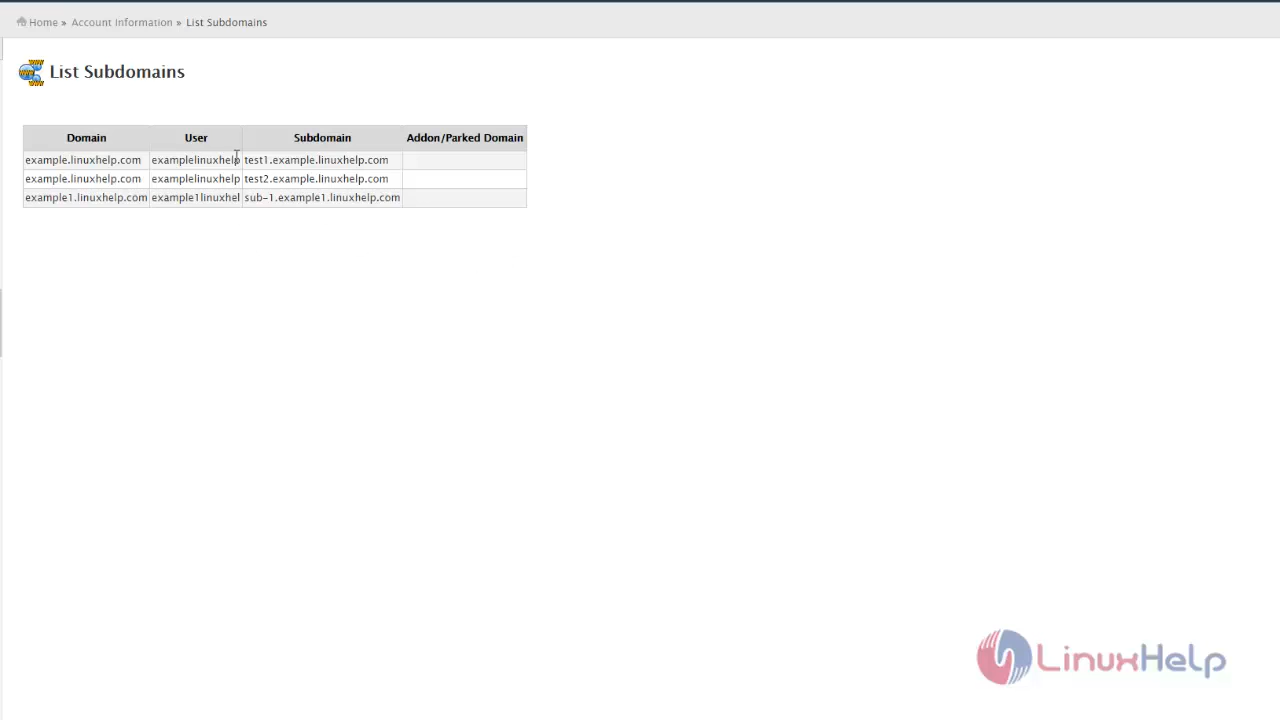 Home » Account Information » List Subdomains
List Subdomains
Domain User Subdomain Addon/Parked Domain
example.linuxhelp.com examplelinuxhelp test1.example.linuxhelp.com
example.linuxhelp.com examplelinuxhelp test2.example.linuxhelp.com
example1.linuxhelp.com example1linuxhel sub-1.example1.linuxhelp.com
LinuxHelp